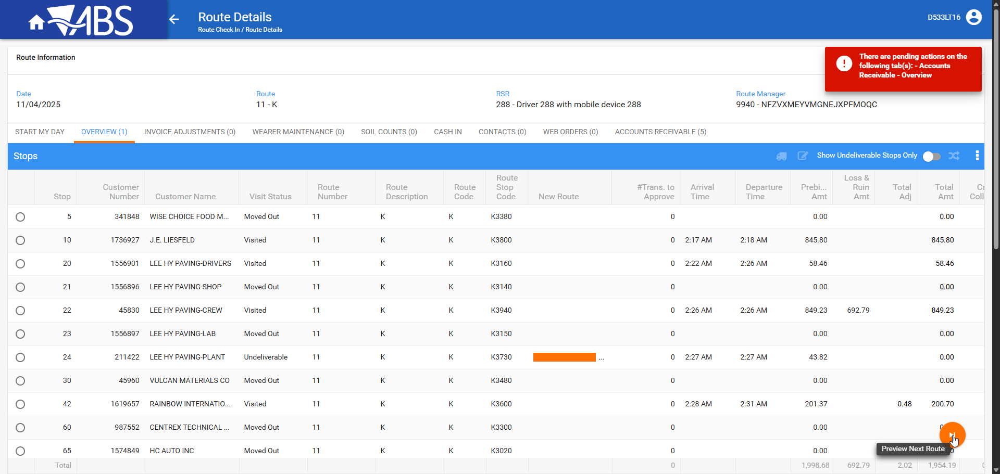 ABS
Route Details
Route Check In / Route Details
D533LT16
Route Information
There are pending actions on the
following tab(s): - Accounts
Receivable - Overview
Date
11/04/2025
Route
11 - K
RSR
288 - Driver 288 with mobile device 288
Route Manager
9940 - NFZVXMEYVMGNEJXPFMOQC
START MY DAY OVERVIEW (1) INVOICE ADJUSTMENTS (0) WEARER MAINTENANCE (0) SOIL COUNTS (0) CASH IN CONTACTS (0) WEB ORDERS (0) ACCOUNTS RECEIVABLE (5)
Stops
Show Undeliverable Stops Only
Stop
Customer
Number
Customer Name
Visit Status
Route
Number
Route
Description
Route
Code
Route
Stop
Code
New Route
#Trans. to
Approve
Arrival
Time
Departure
Time
Prebi...
Amt
Loss &
Ruin
Amt
Total
Adj
Total
Amt
Ca
Coll
5 341848 WISE CHOICE FOOD M... Moved Out 11 K K K3380 0 0.00 0.00
10 1736927 J.E. LIESFELD Visited 11 K K K3800 0 2:17 AM 2:18 AM 845.80 845.80
20 1556901 LEE HY PAVING-DRIVERS Visited 11 K K K3160 0 2:22 AM 2:26 AM 58.46 58.46
21 1556896 LEE HY PAVING-SHOP Moved Out 11 K K K3140 0 0.00 0.00
22 45830 LEE HY PAVING-CREW Visited 11 K K K3940 0 2:26 AM 2:26 AM 849.23 692.79 849.23
23 1556897 LEE HY PAVING-LAB Moved Out 11 K K K3150 0 0.00 0.00
24 211422 LEE HY PAVING-PLANT Undeliverable 11 K K K3730 ... 0 2:27 AM 2:27 AM 43.82 0.00
30 45960 VULCAN MATERIALS CO Moved Out 11 K K K3480 0 0.00 0.00
42 1619657 RAINBOW INTERNATIO... Visited 11 K K K3600 0 2:28 AM 2:31 AM 201.37 0.48 200.70
60 987552 CENTREX TECHNICAL ... Moved Out 11 K K K3300 0 0.00
65 1574849 HC AUTO INC Moved Out 11 K K K3020 0 0.00
Preview Next Route
Total 0 1,998.68 692.79 2.02 1,954.19